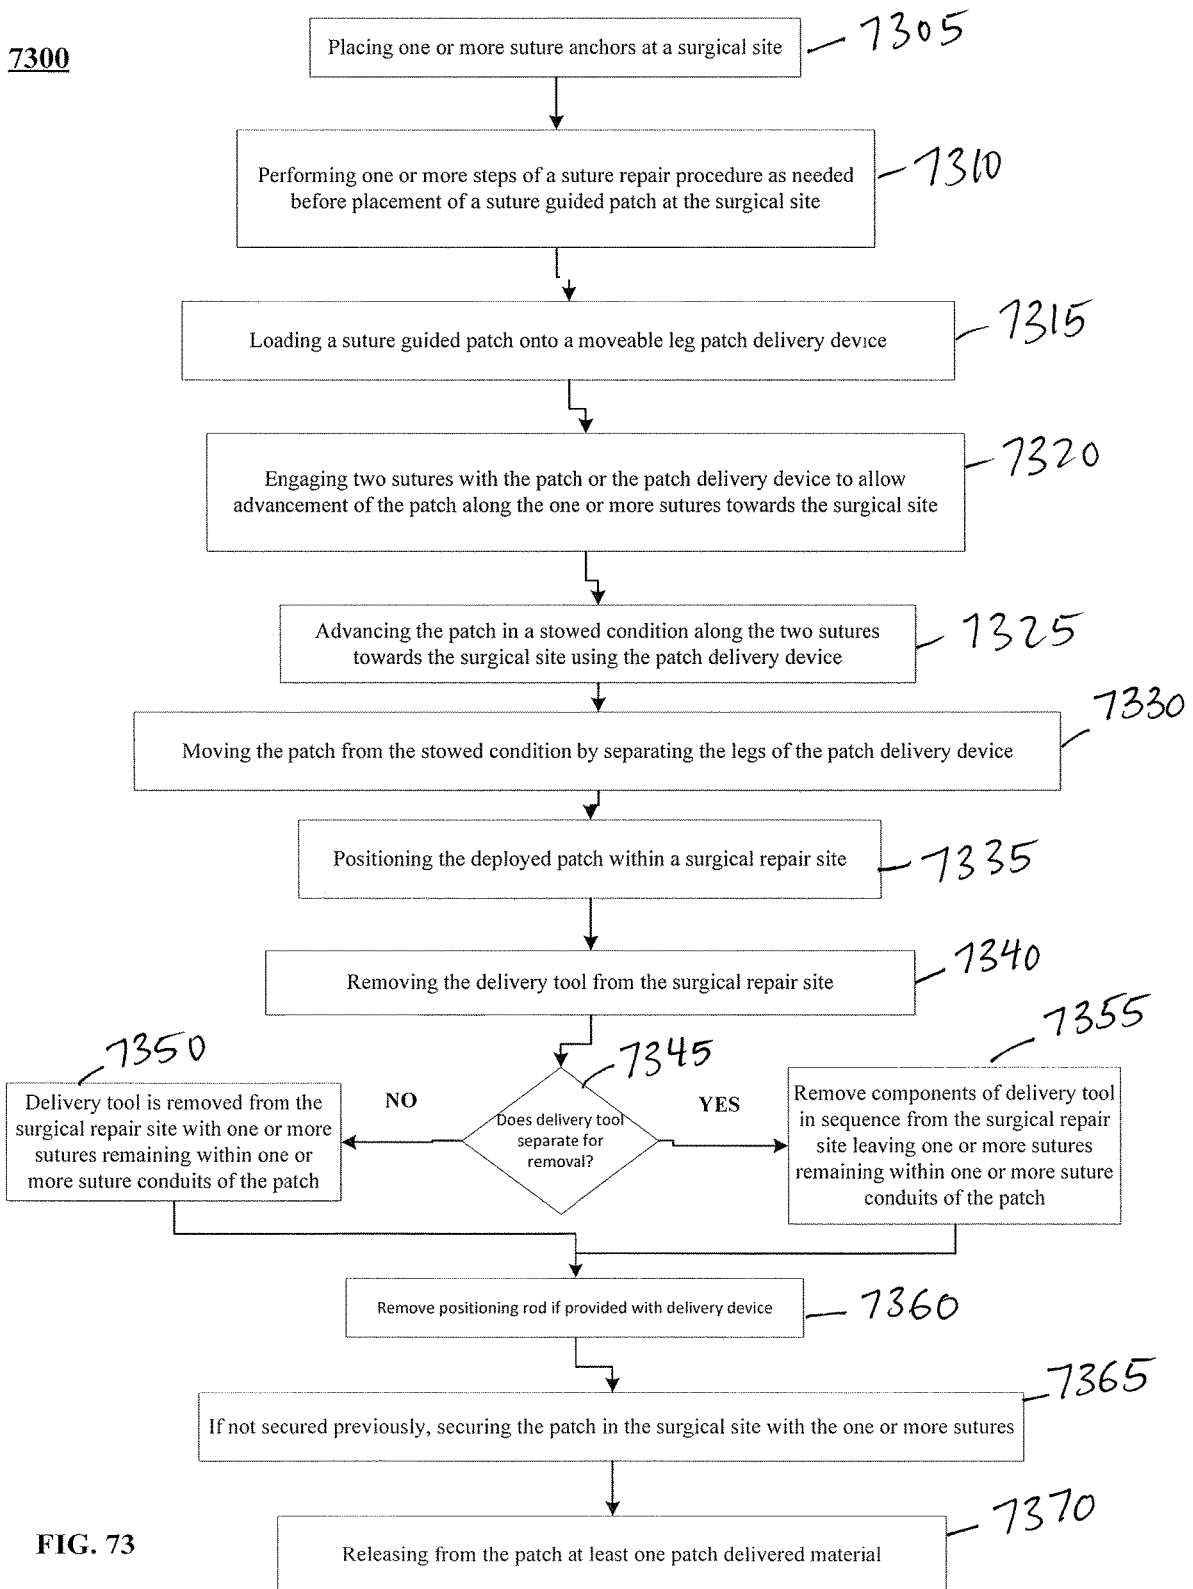 7300
Placing one or more suture anchors at a surgical site
7305
Performing one or more steps of a suture repair procedure as needed
before placement of a suture guided patch at the surgical site
7310
Loading a suture guided patch onto a moveable leg patch delivery device
7315
Engaging two sutures with the patch or the patch delivery device to allow
advancement of the patch along the one or more sutures towards the surgical site
7320
Advancing the patch in a stowed condition along the two sutures
towards the surgical site using the patch delivery device
7325
Moving the patch from the stowed condition by separating the legs of the patch delivery device
7330
Positioning the deployed patch within a surgical repair site
7335
Removing the delivery tool from the surgical repair site
7340
7345
Does delivery tool
separate for
removal?
NO
7350
Delivery tool is removed from the
surgical repair site with one or more
sutures remaining within one or
more suture conduits of the patch
YES
7355
Remove components of delivery tool
in sequence from the surgical repair
site leaving one or more sutures
remaining within one or more suture
conduits of the patch
Remove positioning rod if provided with delivery device
7360
If not secured previously, securing the patch in the surgical site with the one or more sutures
7365
Releasing from the patch at least one patch delivered material
7370
FIG. 73